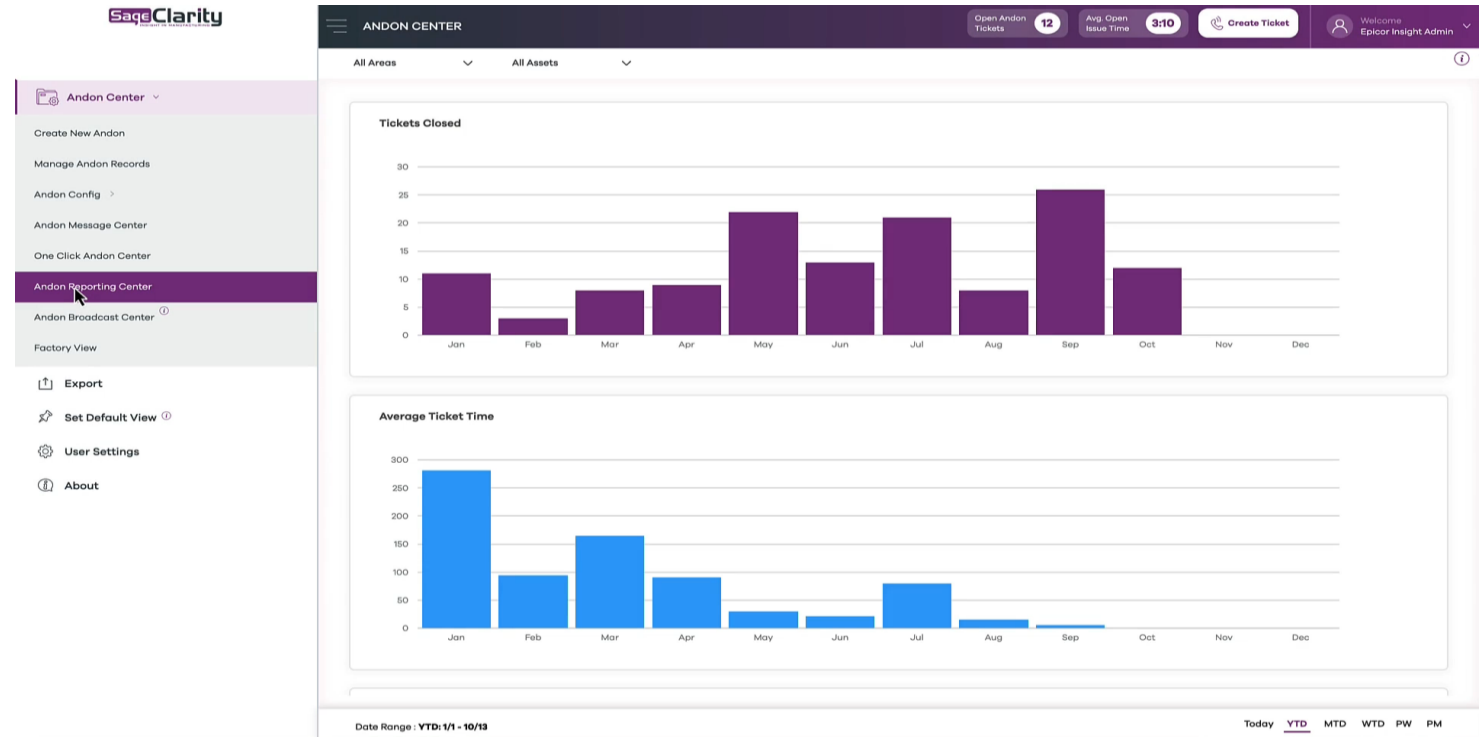 SageClarity
INSIGHT IN MANUFACTURING
Andon Center
Create New Andon
Manage Andon Records
Andon Config >
Andon Message Center
One Click Andon Center
Andon Reporting Center
Andon Broadcast Center
Factory View
Export
Set Default View
User Settings
About
ANDON CENTER
Open Andon
Tickets
12
Avg. Open
Issue Time
3:10
Create Ticket
Welcome
Epicor Insight Admin
All Areas
All Assets
Tickets Closed
30
25
20
15
10
5
0
Jan Feb Mar Apr May Jun Jul Aug Sep Oct Nov Dec
Average Ticket Time
300
250
200
150
100
50
0
Jan Feb Mar Apr May Jun Jul Aug Sep Oct Nov Dec
Date Range : YTD: 1/1 - 10/13
Today YTD MTD WTD PW PM